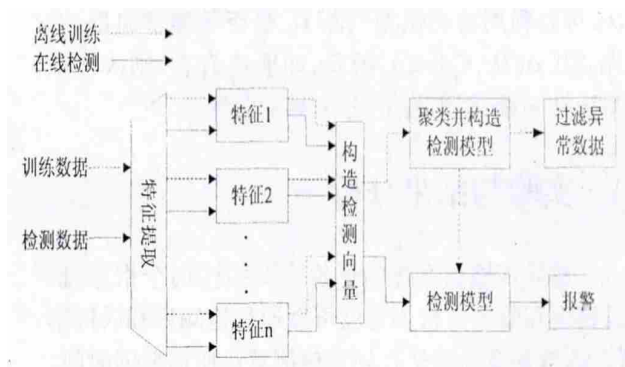 离线训练
在线检测
训练数据
检测数据
特征提取
特征1
特征2
特征n
构造检测向量
聚类并构造
检测模型
过滤异
常数据
检测模型
报警